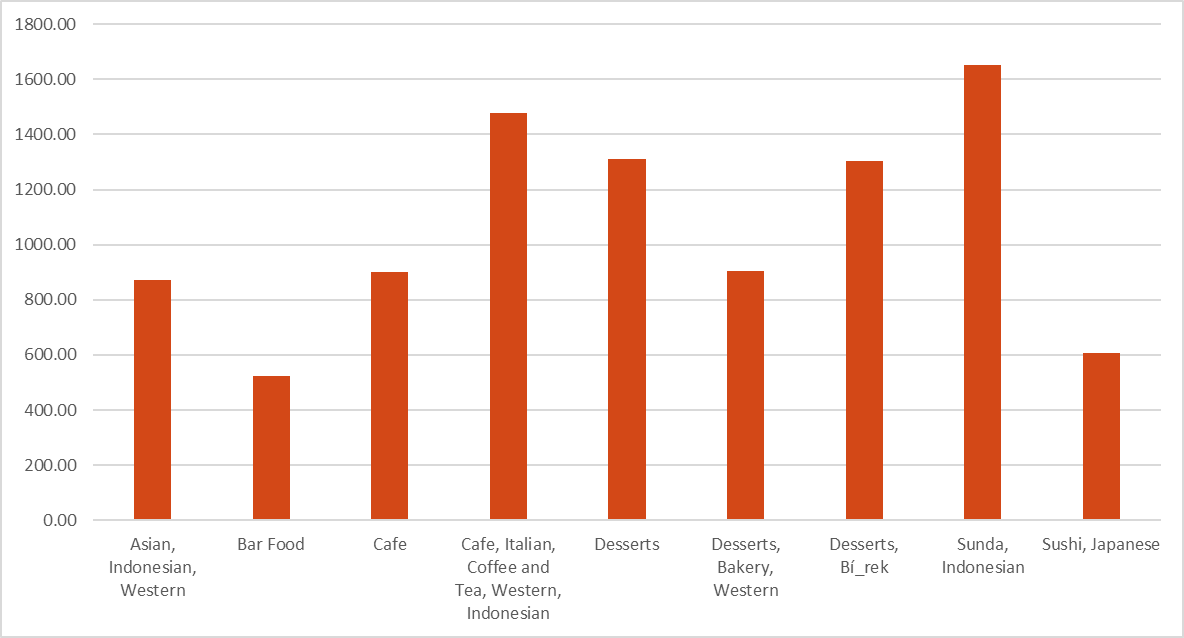 1800.00
1600.00
1400.00
1200.00
1000.00
800.00
600.00
400.00
200.00
0.00
Asian,
Indonesian,
Western
Bar Food
Cafe
Cafe, Italian,
Coffee and
Tea, Western,
Indonesian
Desserts
Desserts,
Bakery,
Western
Desserts,
Bí_rek
Sunda,
Indonesian
Sushi, Japanese